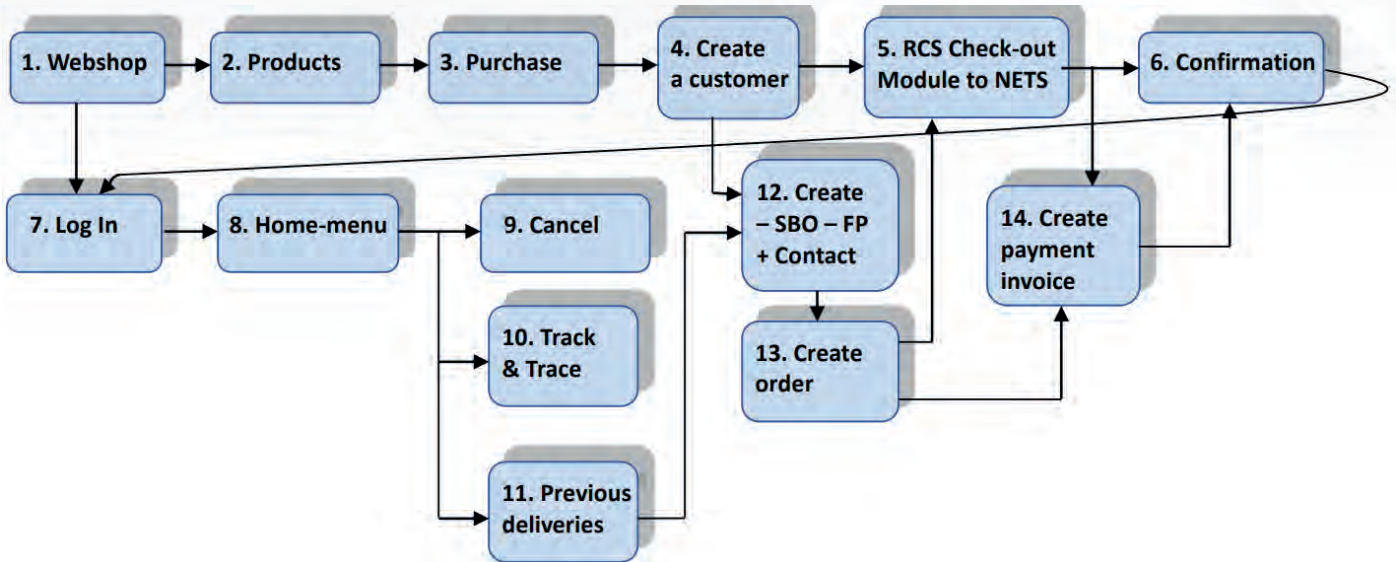 1. Webshop
2. Products
3. Purchase
4. Create
a customer
5. RCS Check-out
Module to NETS
6. Confirmation
7. Log In
8. Home-menu
9. Cancel
10. Track
& Trace
11. Previous
deliveries
12. Create
– SBO – FP
+ Contact
13. Create
order
14. Create
payment
invoice